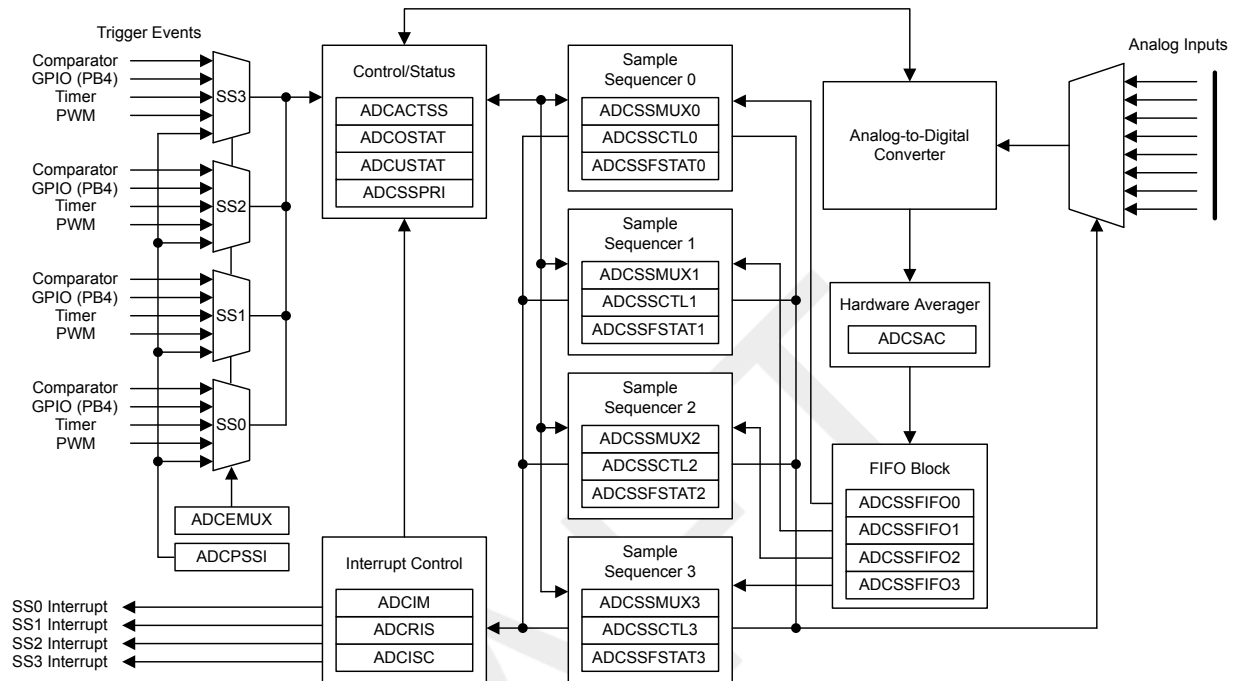 Trigger Events
Comparator
GPIO (PB4)
Timer
PWM
SS3
Comparator
GPIO (PB4)
Timer
PWM
SS2
Comparator
GPIO (PB4)
Timer
PWM
SS1
Comparator
GPIO (PB4)
Timer
PWM
SS0
ADCEMUX
ADCPSSI
SS0 Interrupt
SS1 Interrupt
SS2 Interrupt
SS3 Interrupt
Control/Status
ADCACTSS
ADCOSTAT
ADCUSTAT
ADCSSPRI
Interrupt Control
ADCIM
ADCRIS
ADCISC
Sample
Sequencer 0
ADCSSMUX0
ADCSSCTL0
ADCSSFSTAT0
Sample
Sequencer 1
ADCSSMUX1
ADCSSCTL1
ADCSSFSTAT1
Sample
Sequencer 2
ADCSSMUX2
ADCSSCTL2
ADCSSFSTAT2
Sample
Sequencer 3
ADCSSMUX3
ADCSSCTL3
ADCSSFSTAT3
Analog-to-Digital
Converter
Hardware Averager
ADCSAC
FIFO Block
ADCSSFIFO0
ADCSSFIFO1
ADCSSFIFO2
ADCSSFIFO3
Analog Inputs